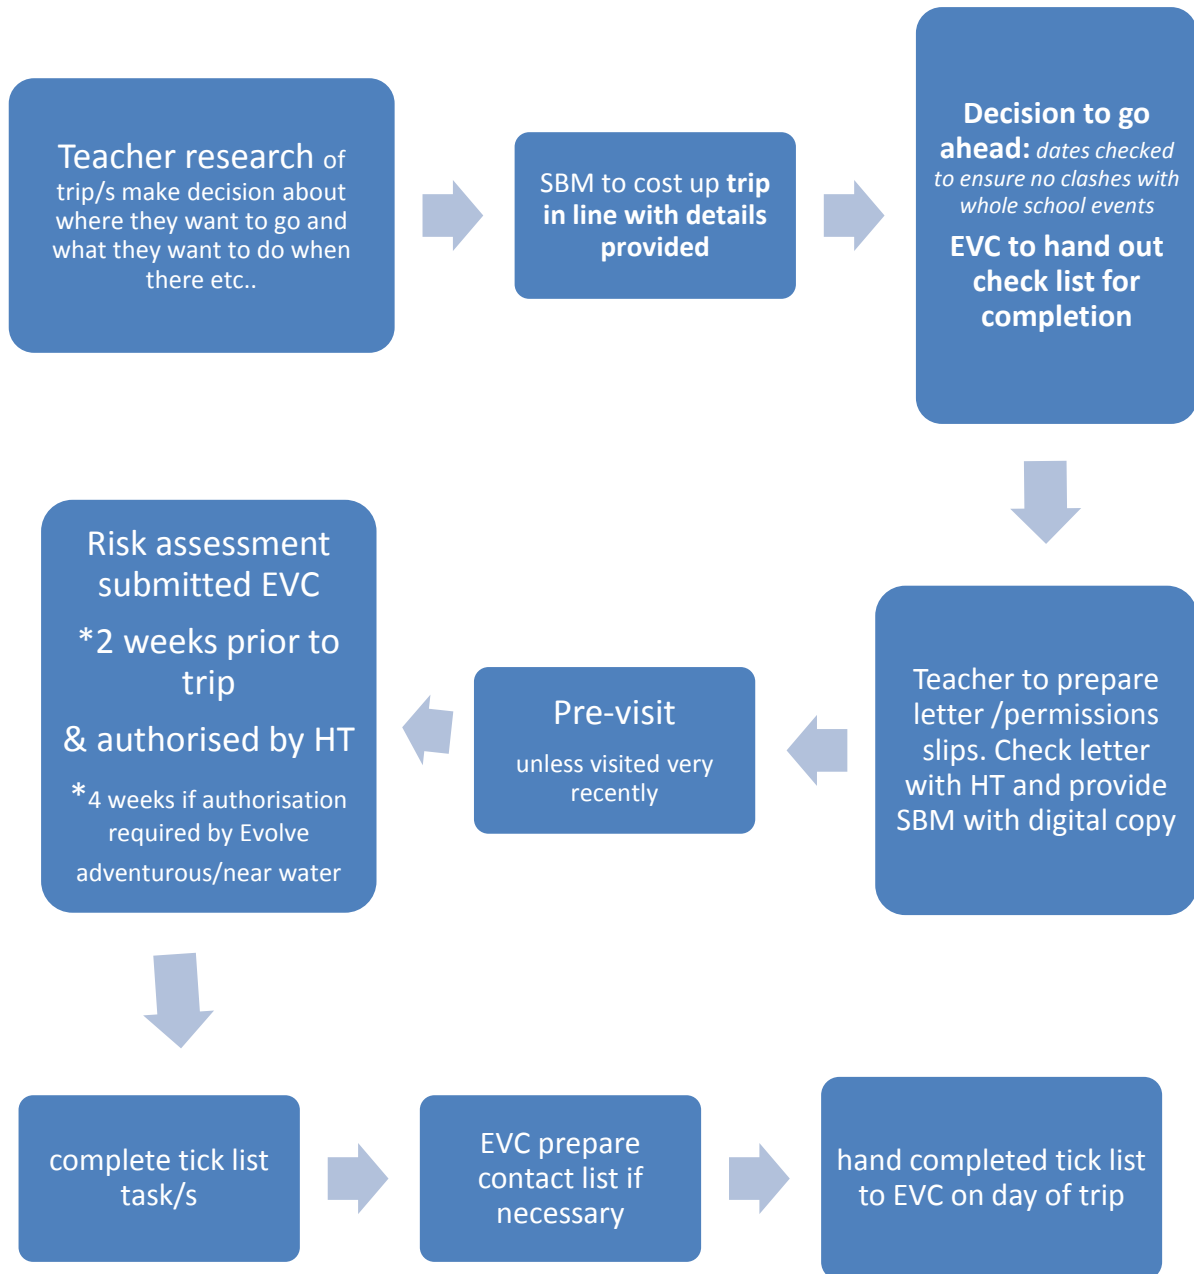 Teacher research of
trip/s make decision about
where they want to go and
what they want to do when
there etc..
SBM to cost up trip
in line with details
provided
Decision to go
ahead: dates checked
to ensure no clashes with
whole school events
EVC to hand out
check list for
completion
Teacher to prepare
letter /permissions
slips. Check letter
with HT and provide
SBM with digital copy
Pre-visit
unless visited very
recently
Risk assessment
submitted EVC
*2 weeks prior to
trip
& authorised by HT
*4 weeks if authorisation
required by Evolve
adventurous/near water
complete tick list
task/s
EVC prepare
contact list if
necessary
hand completed tick list
to EVC on day of trip